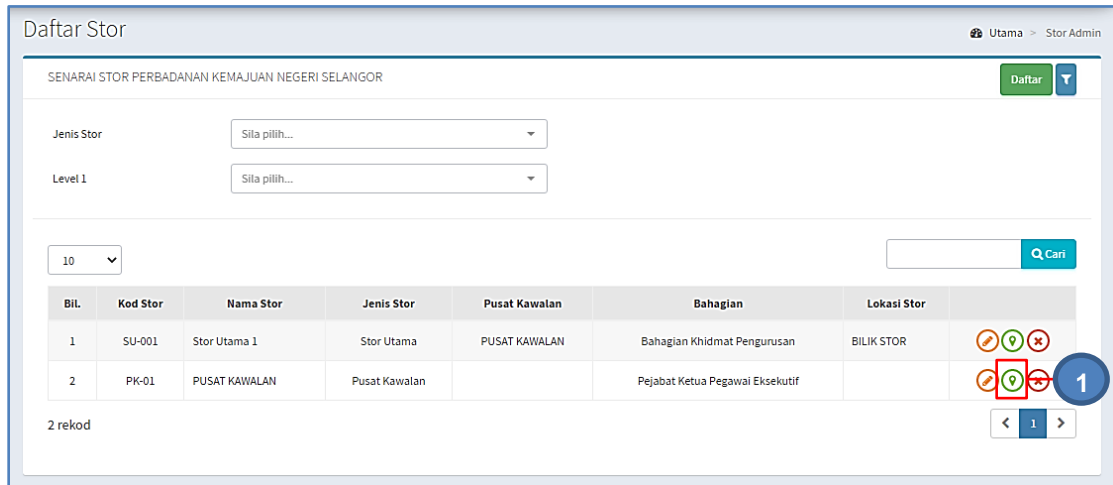 Daftar Stor
Utama > Stor Admin
SENARAI STOR PERBADANAN KEMAJUAN NEGERI SELANGOR
Daftar
Jenis Stor
Sila pilih...
Level 1
Sila pilih...
10
Cari
Bil. Kod Stor Nama Stor Jenis Stor Pusat Kawalan Bahagian Lokasi Stor
1 SU-001 Stor Utama 1 Stor Utama PUSAT KAWALAN Bahagian Khidmat Pengurusan BILIK STOR
2 PK-01 PUSAT KAWALAN Pusat Kawalan Pejabat Ketua Pegawai Eksekutif
1
2 rekod
< 1 >